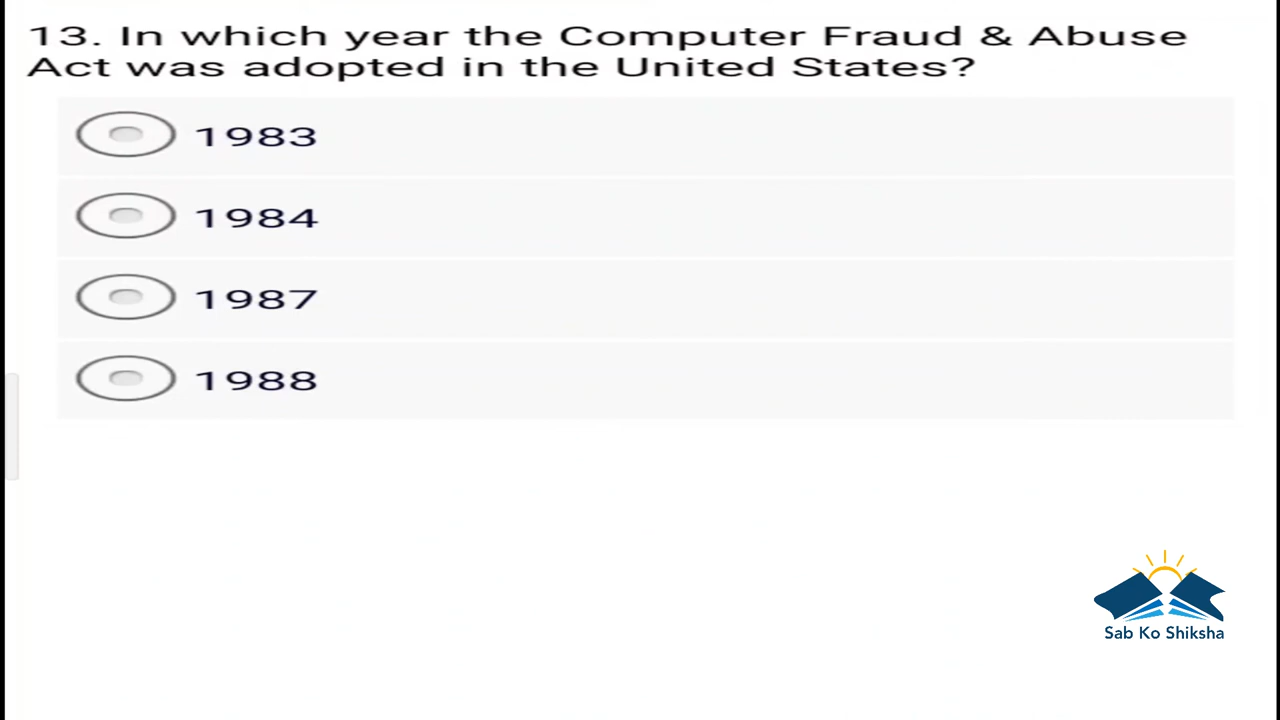 13. In which year the Computer Fraud & Abuse
Act was adopted in the United States?
1983
1984
1987
1988
Sab Ko Shiksha